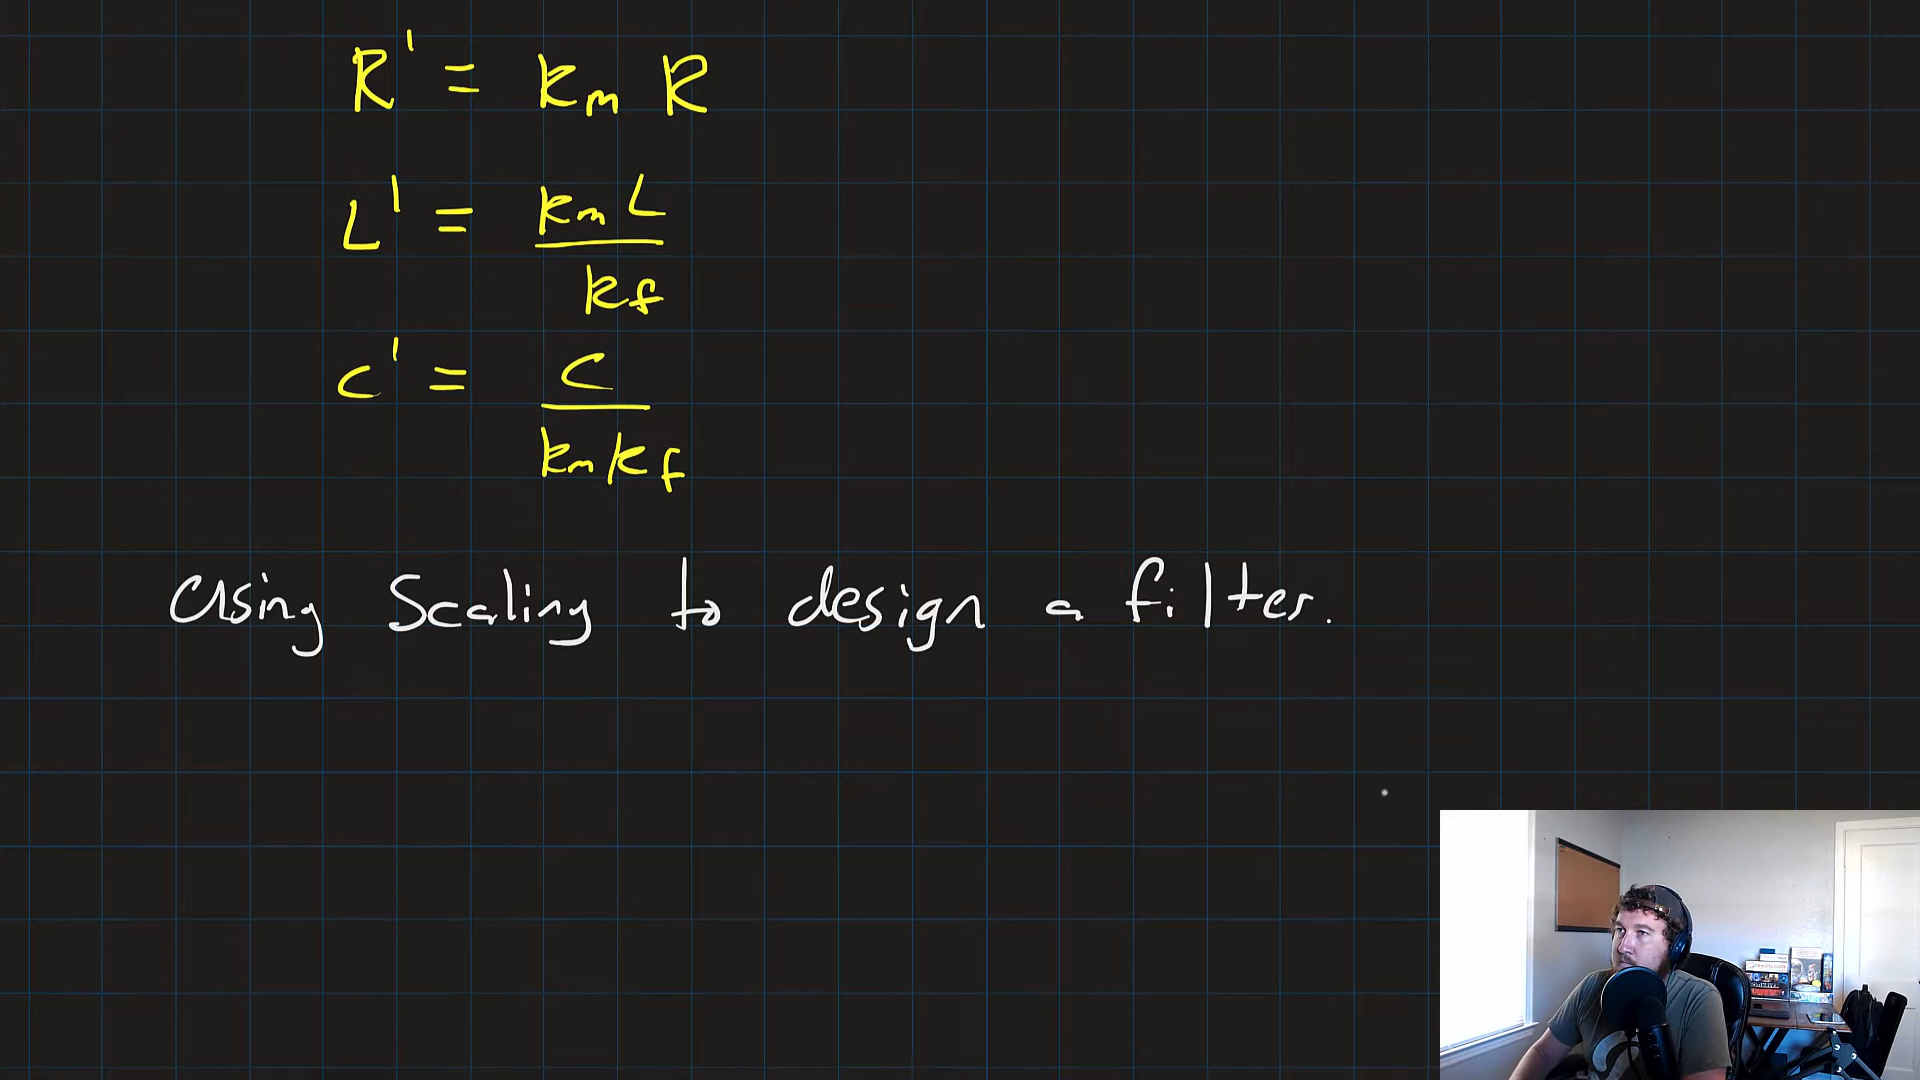 R' = km R
L' = km L / kf
C' = C / km kf
Using Scaling to design a filter.